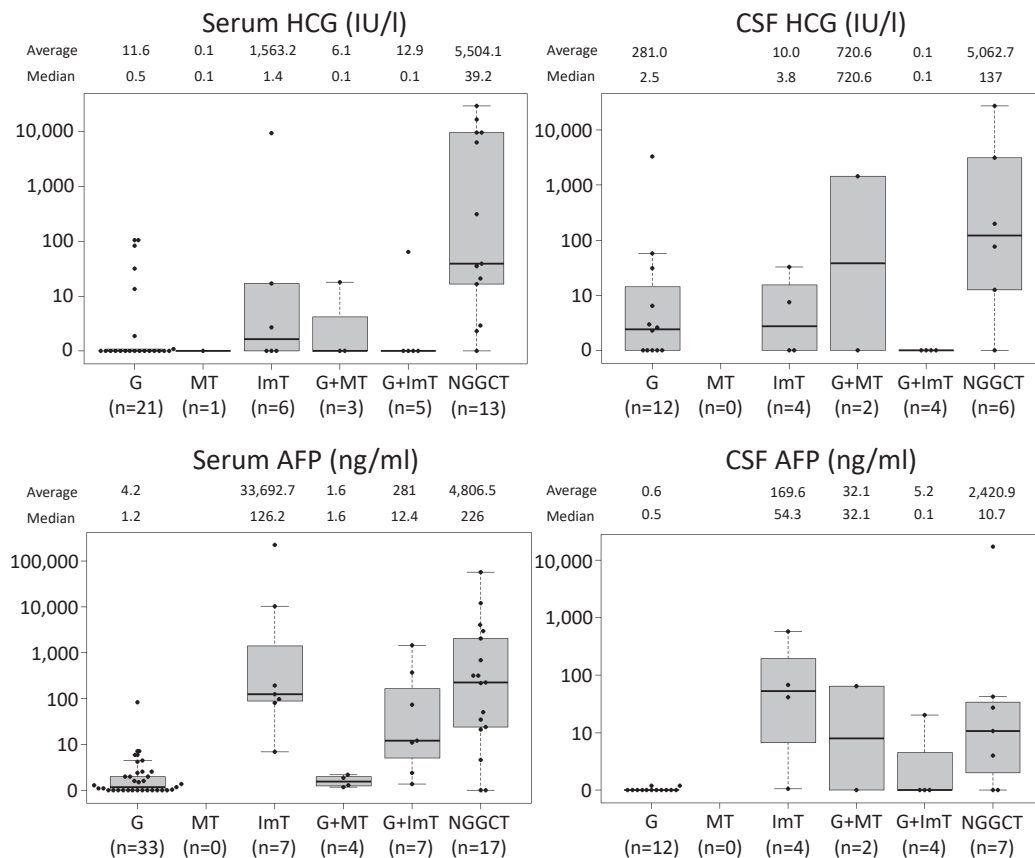 Serum HCG (IU/l)
Average 11.6 0.1 1,563.2 6.1 12.9 5,504.1
Median 0.5 0.1 1.4 0.1 0.1 39.2
10,000
1,000
100
10
0
G MT ImT G+MT G+ImT NGGCT
(n=21) (n=1) (n=6) (n=3) (n=5) (n=13)
CSF HCG (IU/l)
Average 281.0 10.0 720.6 0.1 5,062.7
Median 2.5 3.8 720.6 0.1 137
10,000
1,000
100
10
0
G MT ImT G+MT G+ImT NGGCT
(n=12) (n=0) (n=4) (n=2) (n=4) (n=6)
Serum AFP (ng/ml)
Average 4.2 33,692.7 1.6 281 4,806.5
Median 1.2 126.2 1.6 12.4 226
100,000
10,000
1,000
100
10
0
G MT ImT G+MT G+ImT NGGCT
(n=33) (n=0) (n=7) (n=4) (n=7) (n=17)
CSF AFP (ng/ml)
Average 0.6 169.6 32.1 5.2 2,420.9
Median 0.5 54.3 32.1 0.1 10.7
10,000
1,000
100
10
0
G MT ImT G+MT G+ImT NGGCT
(n=12) (n=0) (n=4) (n=2) (n=4) (n=7)